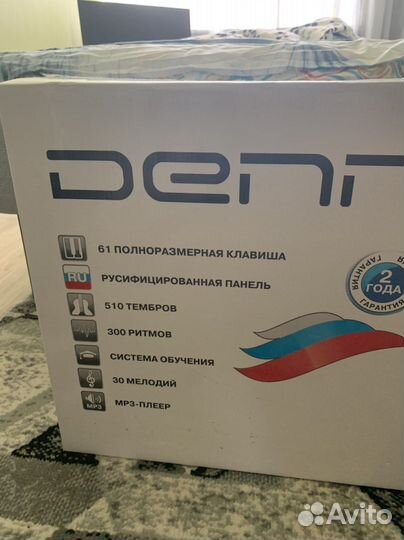 DENN
61 ПОЛНОРАЗМЕРНАЯ КЛАВИША
RU
РУСИФИЦИРОВАННАЯ ПАНЕЛЬ
510 ТЕМБРОВ
300 РИТМОВ
СИСТЕМА ОБУЧЕНИЯ
30 МЕЛОДИЙ
MP3
MP3-ПЛЕЕР
ГАРАНТИЯ
2
ГОДА
ГАРАНТИЯ
Avito